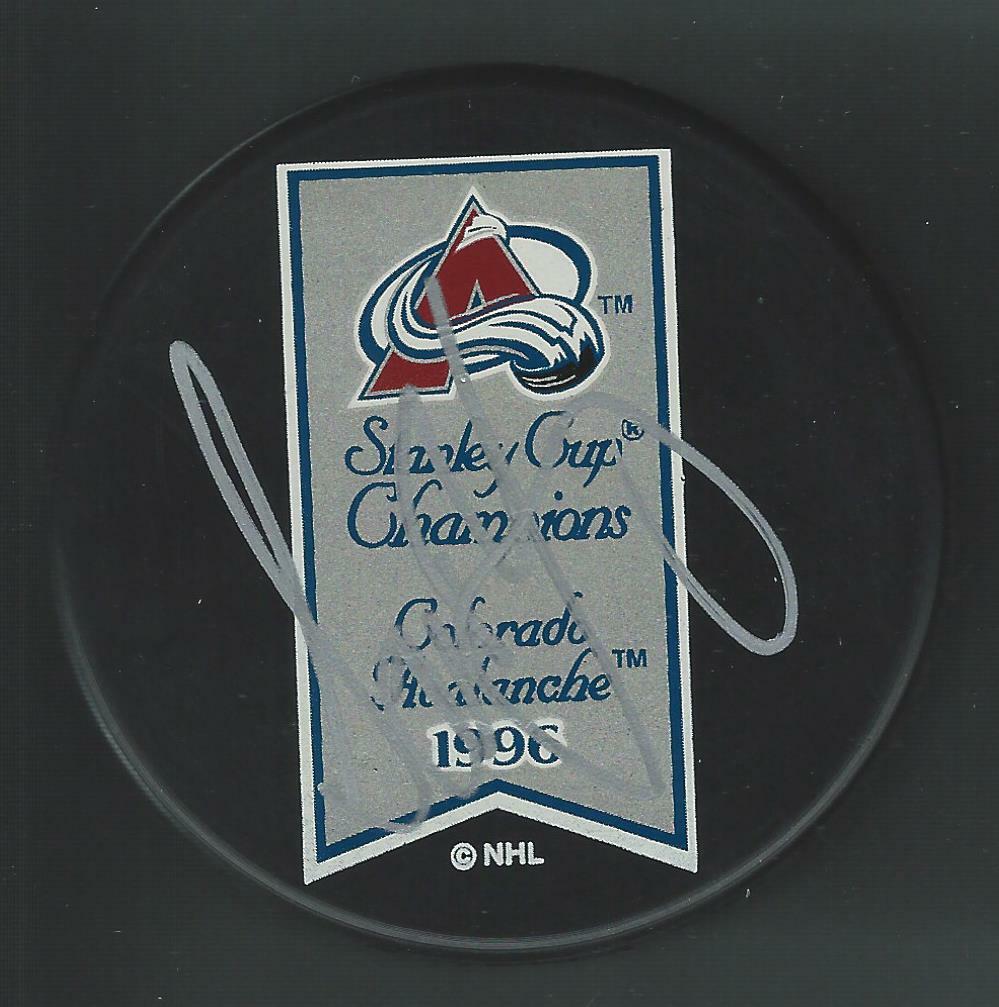 TM
Stanley Cup®
Champions
Colorado
Avalanche™
1996
© NHL